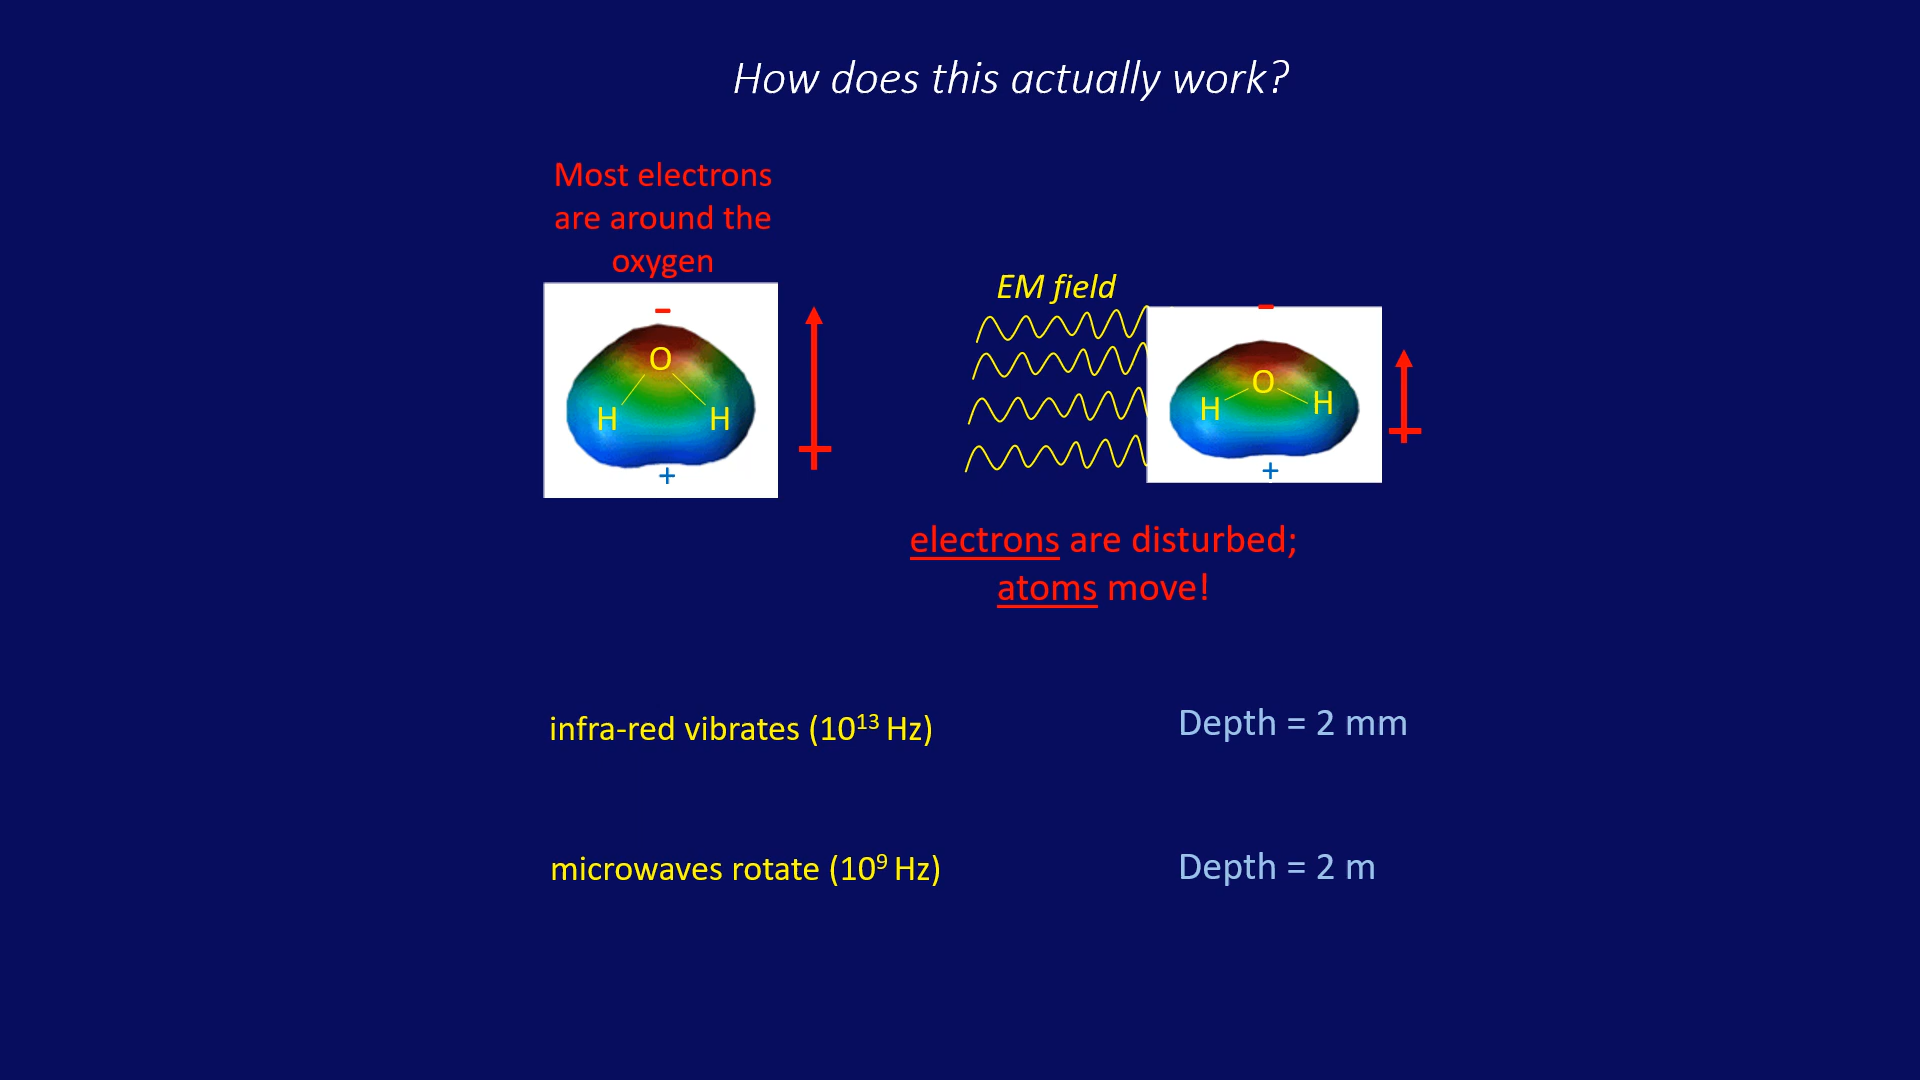 How does this actually work?
Most electrons
are around the
oxygen
-
O
H H
+
EM field
-
O
H H
+
electrons are disturbed;
atoms move!
infra-red vibrates (10¹³ Hz)
Depth = 2 mm
microwaves rotate (10⁹ Hz)
Depth = 2 m